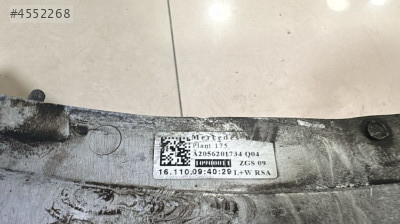 #4552268
Mercedes
Plant 175
A2056201734 Q04
ZGS 09
16.110.09:40:29 L+W RSA